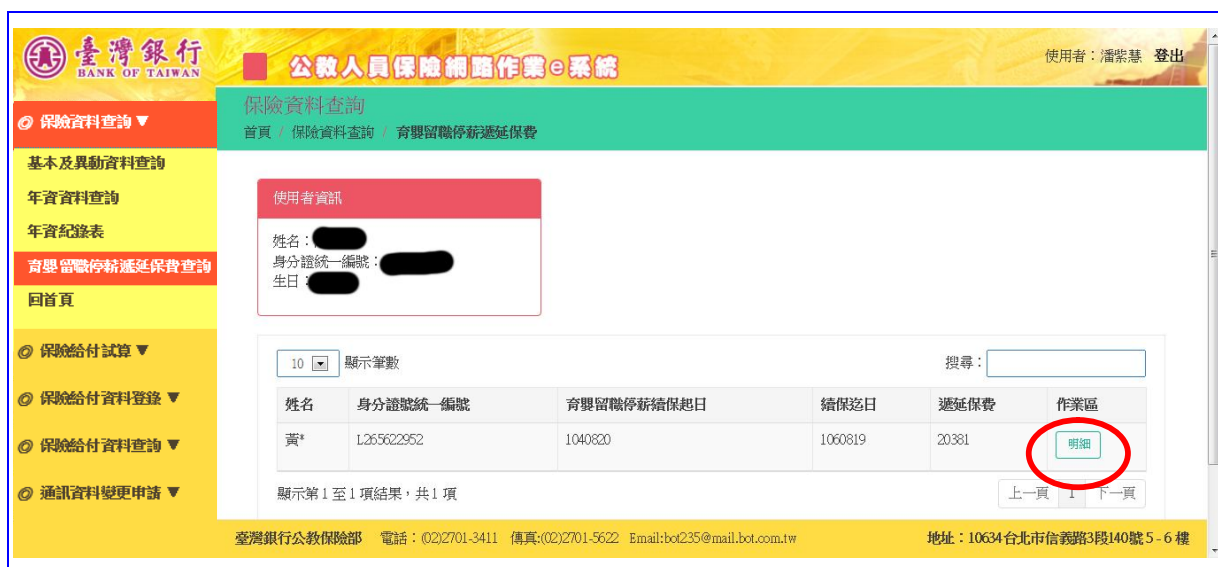 臺灣銀行
BANK OF TAIWAN
公教人員保險網路作業e系統
使用者：潘紫慧 登出
保險資料查詢 ▼
基本及異動資料查詢
年資資料查詢
年資紀錄表
育嬰留職停薪遞延保費查詢
回首頁
保險給付試算 ▼
保險給付資料登錄 ▼
保險給付資料查詢 ▼
通訊資料變更申請 ▼
保險資料查詢
首頁 / 保險資料查詢 / 育嬰留職停薪遞延保費
使用者資訊
姓名：
身分證統一編號：
生日：
10 顯示筆數 搜尋：
姓名 身分證號統一編號 育嬰留職停薪續保起日 續保迄日 遞延保費 作業區
黃* L265622952 1040820 1060819 20381 明細
顯示第 1 至 1 項結果，共 1 項 上一頁 1 下一頁
臺灣銀行公教保險部 電話：(02)2701-3411 傳真:(02)2701-5622 Email:bot235@mail.bot.com.tw 地址：10634台北市信義路3段140號 5 - 6 樓